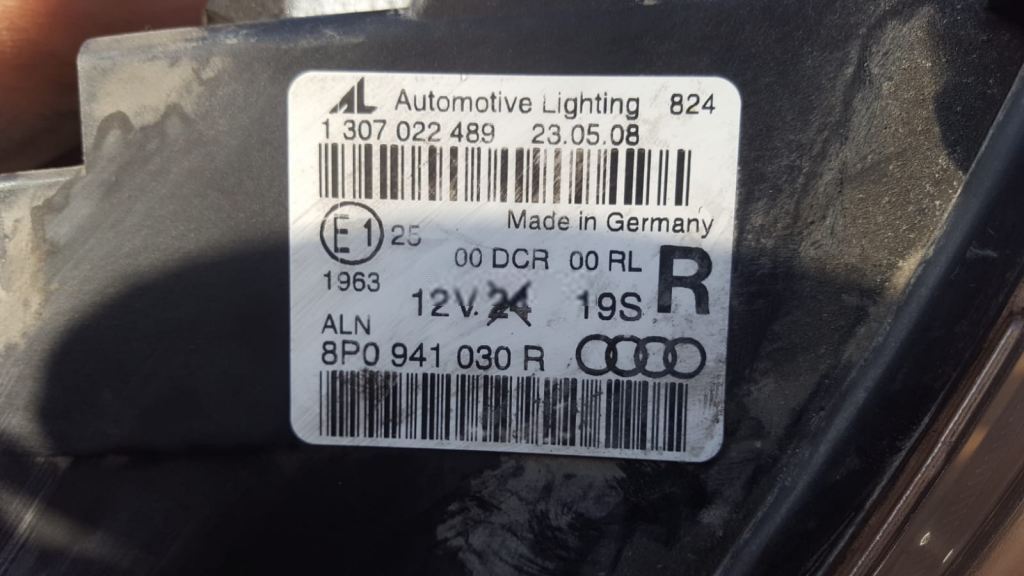 AL Automotive Lighting 824
1 307 022 489 23.05.08
Made in Germany
E1 25
00 DCR 00 RL R
1963
12V. 19S
ALN
8P0 941 030 R